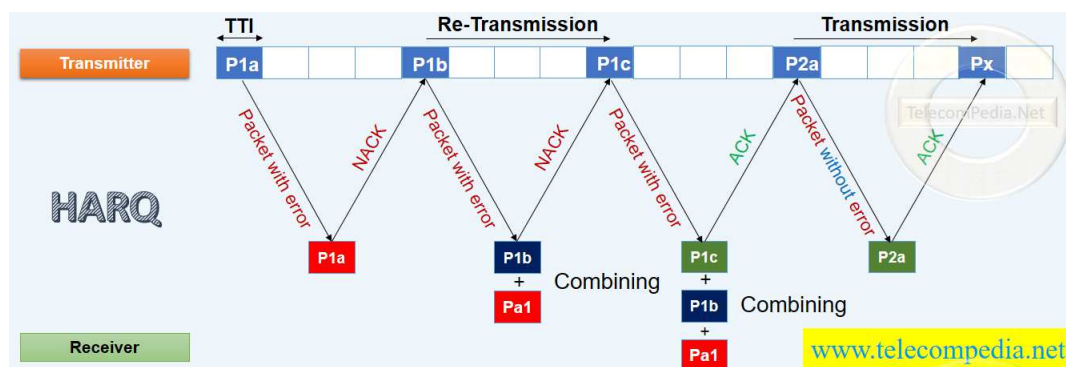 TTI
Re-Transmission
Transmission
Transmitter
P1a
P1b
P1c
P2a
Px
TelecomPedia.Net
Packet with error
NACK
Packet with error
NACK
Packet with error
ACK
Packet without error
ACK
HARQ
P1a
P1b
P1c
P2a
+
Combining
+
Pa1
P1b
Combining
+
Receiver
Pa1
www.telecompedia.net